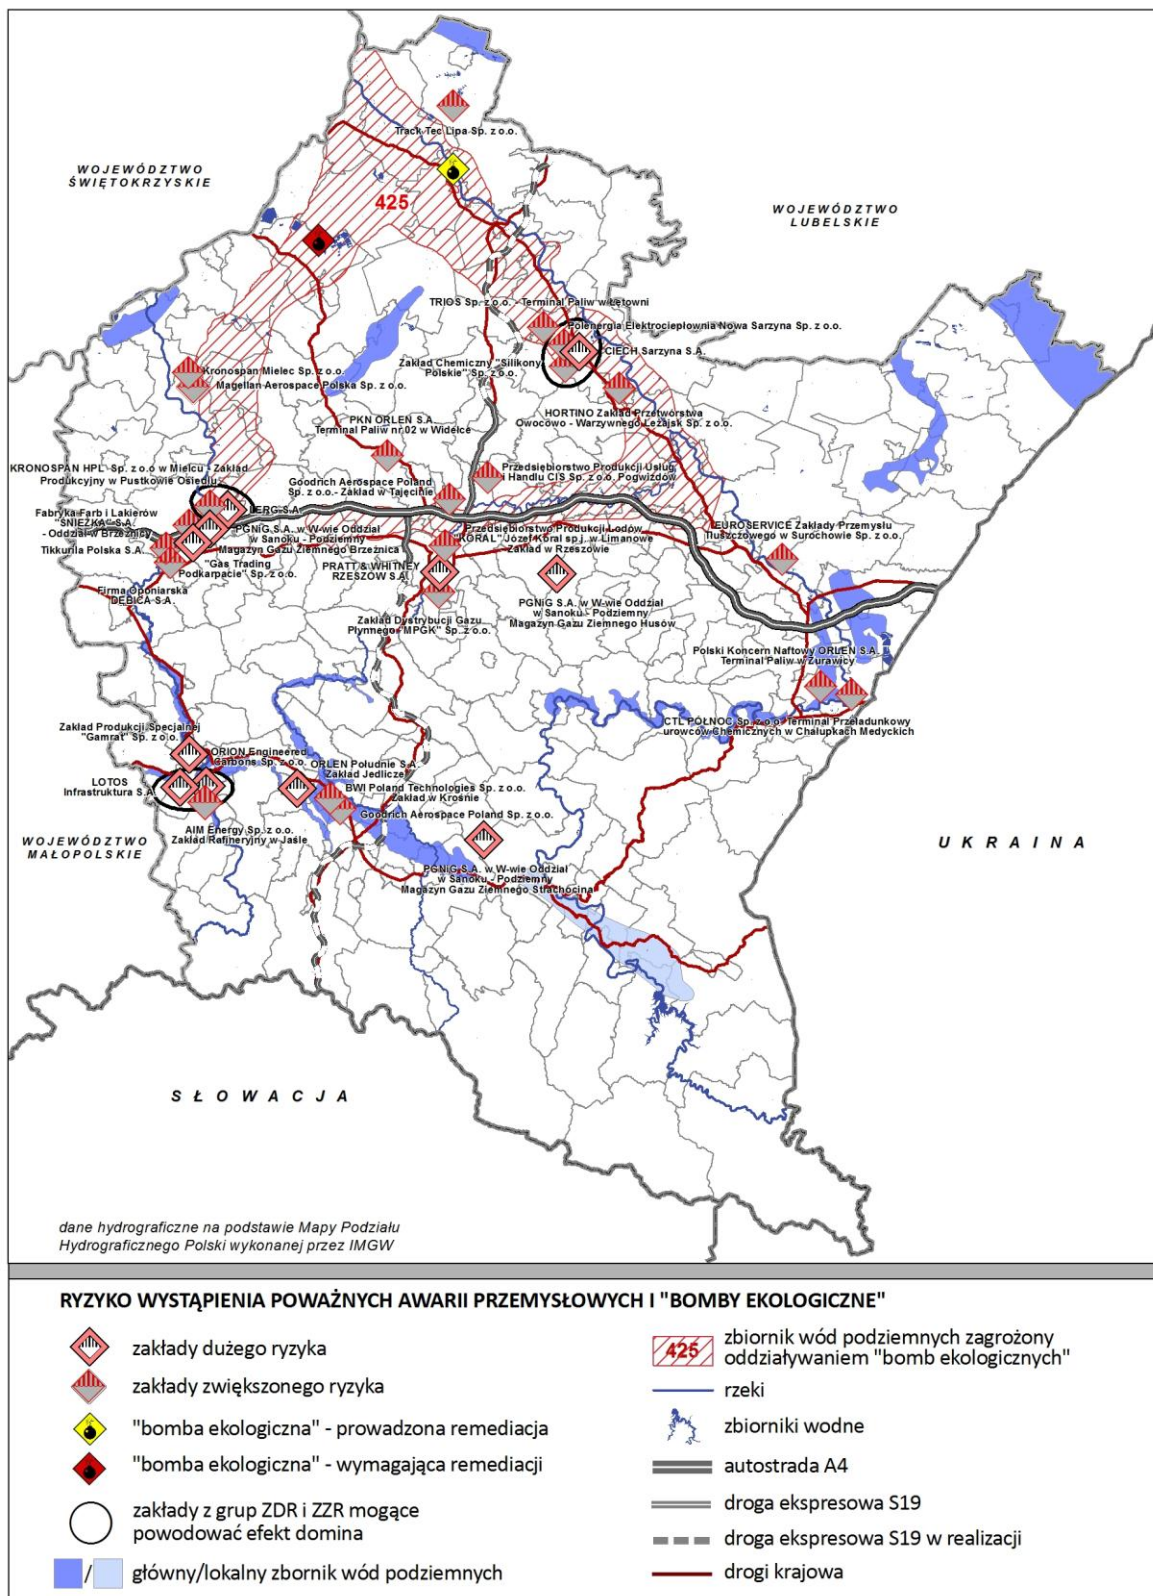 Track Tec Lipa Sp. z o.o.
WOJEWÓDZTWO
ŚWIĘTOKRZYSKIE
425
WOJEWÓDZTWO
LUBELSKIE
TRIOS Sp. z o.o. - Terminal Paliw w Łętowni
Polenergia Elektrociepłownia Nowa Sarzyna Sp. z o.o.
CIECH Sarzyna S.A.
Zakład Chemiczny "Silikony
Polskie" Sp. z o.o.
Kronospan Mielec Sp. z o.o.
Magellan Aerospace Polska Sp. z o.o.
HORTINO Zakład Przetwórstwa
Owocowo - Warzywnego Leżajsk Sp. z o.o.
PKN ORLEN S.A.
Terminal Paliw nr 02 w Widełce
KRONOSPAN HPL Sp. z o.o w Mielcu - Zakład
Produkcyjny w Pustkowie Osiedlu
Goodrich Aerospace Poland
Sp. z o.o. - Zakład w Tajęcinie
Przedsiębiorstwo Produkcji Usług
i Handlu CIS Sp. z o.o. Pogwizdów
LERG S.A.
Fabryka Farb i Lakierów
"ŚNIEŻKA" S.A.
- Oddział w Brzeźnicy
PGNiG S.A. w W-wie Oddział
w Sanoku - Podziemny
Magazyn Gazu Ziemnego Brzeźnica
Przedsiębiorstwo Produkcji Lodów
"KORAL" Józef Koral sp.j. w Limanowe
Zakład w Rzeszowie
EUROSERVICE Zakłady Przemysłu
Tłuszczowego w Surochowie Sp. z o.o.
Tikkurila Polska S.A.
"Gas Trading
Podkarpacie" Sp. z o.o.
PRATT & WHITNEY
RZESZÓW S.A.
Firma Oponiarska
DĘBICA S.A.
PGNiG S.A. w W-wie Oddział
w Sanoku - Podziemny
Magazyn Gazu Ziemnego Husów
Zakład Dystrybucji Gazu
Płynnego "MPGK" Sp. z o.o.
Polski Koncern Naftowy ORLEN S.A.
Terminal Paliw w Żurawicy
CTL PÓŁNOC Sp. z o.o. Terminal Przeładunkowy
urowców Chemicznych w Chałupkach Medyckich
Zakład Produkcji Specjalnej
"Gamrat" Sp. z o.o.
ORION Engineered
Carbons Sp. z o.o.
ORLEN Południe S.A.
Zakład Jedlicze
LOTOS
Infrastruktura S.A
BWI Poland Technologies Sp. z o.o.
Zakład w Krośnie
Goodrich Aerospace Poland Sp. z o.o.
AIM Energy Sp. z o.o.
Zakład Rafineryjny w Jaśle
WOJEWÓDZTWO
MAŁOPOLSKIE
UKRAINA
PGNiG S.A. w W-wie Oddział
w Sanoku - Podziemny
Magazyn Gazu Ziemnego Strachocina
SŁOWACJA
dane hydrograficzne na podstawie Mapy Podziału
Hydrograficznego Polski wykonanej przez IMGW
RYZYKO WYSTĄPIENIA POWAŻNYCH AWARII PRZEMYSŁOWYCH I "BOMBY EKOLOGICZNE"
zakłady dużego ryzyka
zakłady zwiększonego ryzyka
"bomba ekologiczna" - prowadzona remediacja
"bomba ekologiczna" - wymagająca remediacji
zakłady z grup ZDR i ZZR mogące
powodować efekt domina
/ główny/lokalny zbornik wód podziemnych
425 zbiornik wód podziemnych zagrożony
oddziaływaniem "bomb ekologicznych"
rzeki
zbiorniki wodne
autostrada A4
droga ekspresowa S19
droga ekspresowa S19 w realizacji
drogi krajowa